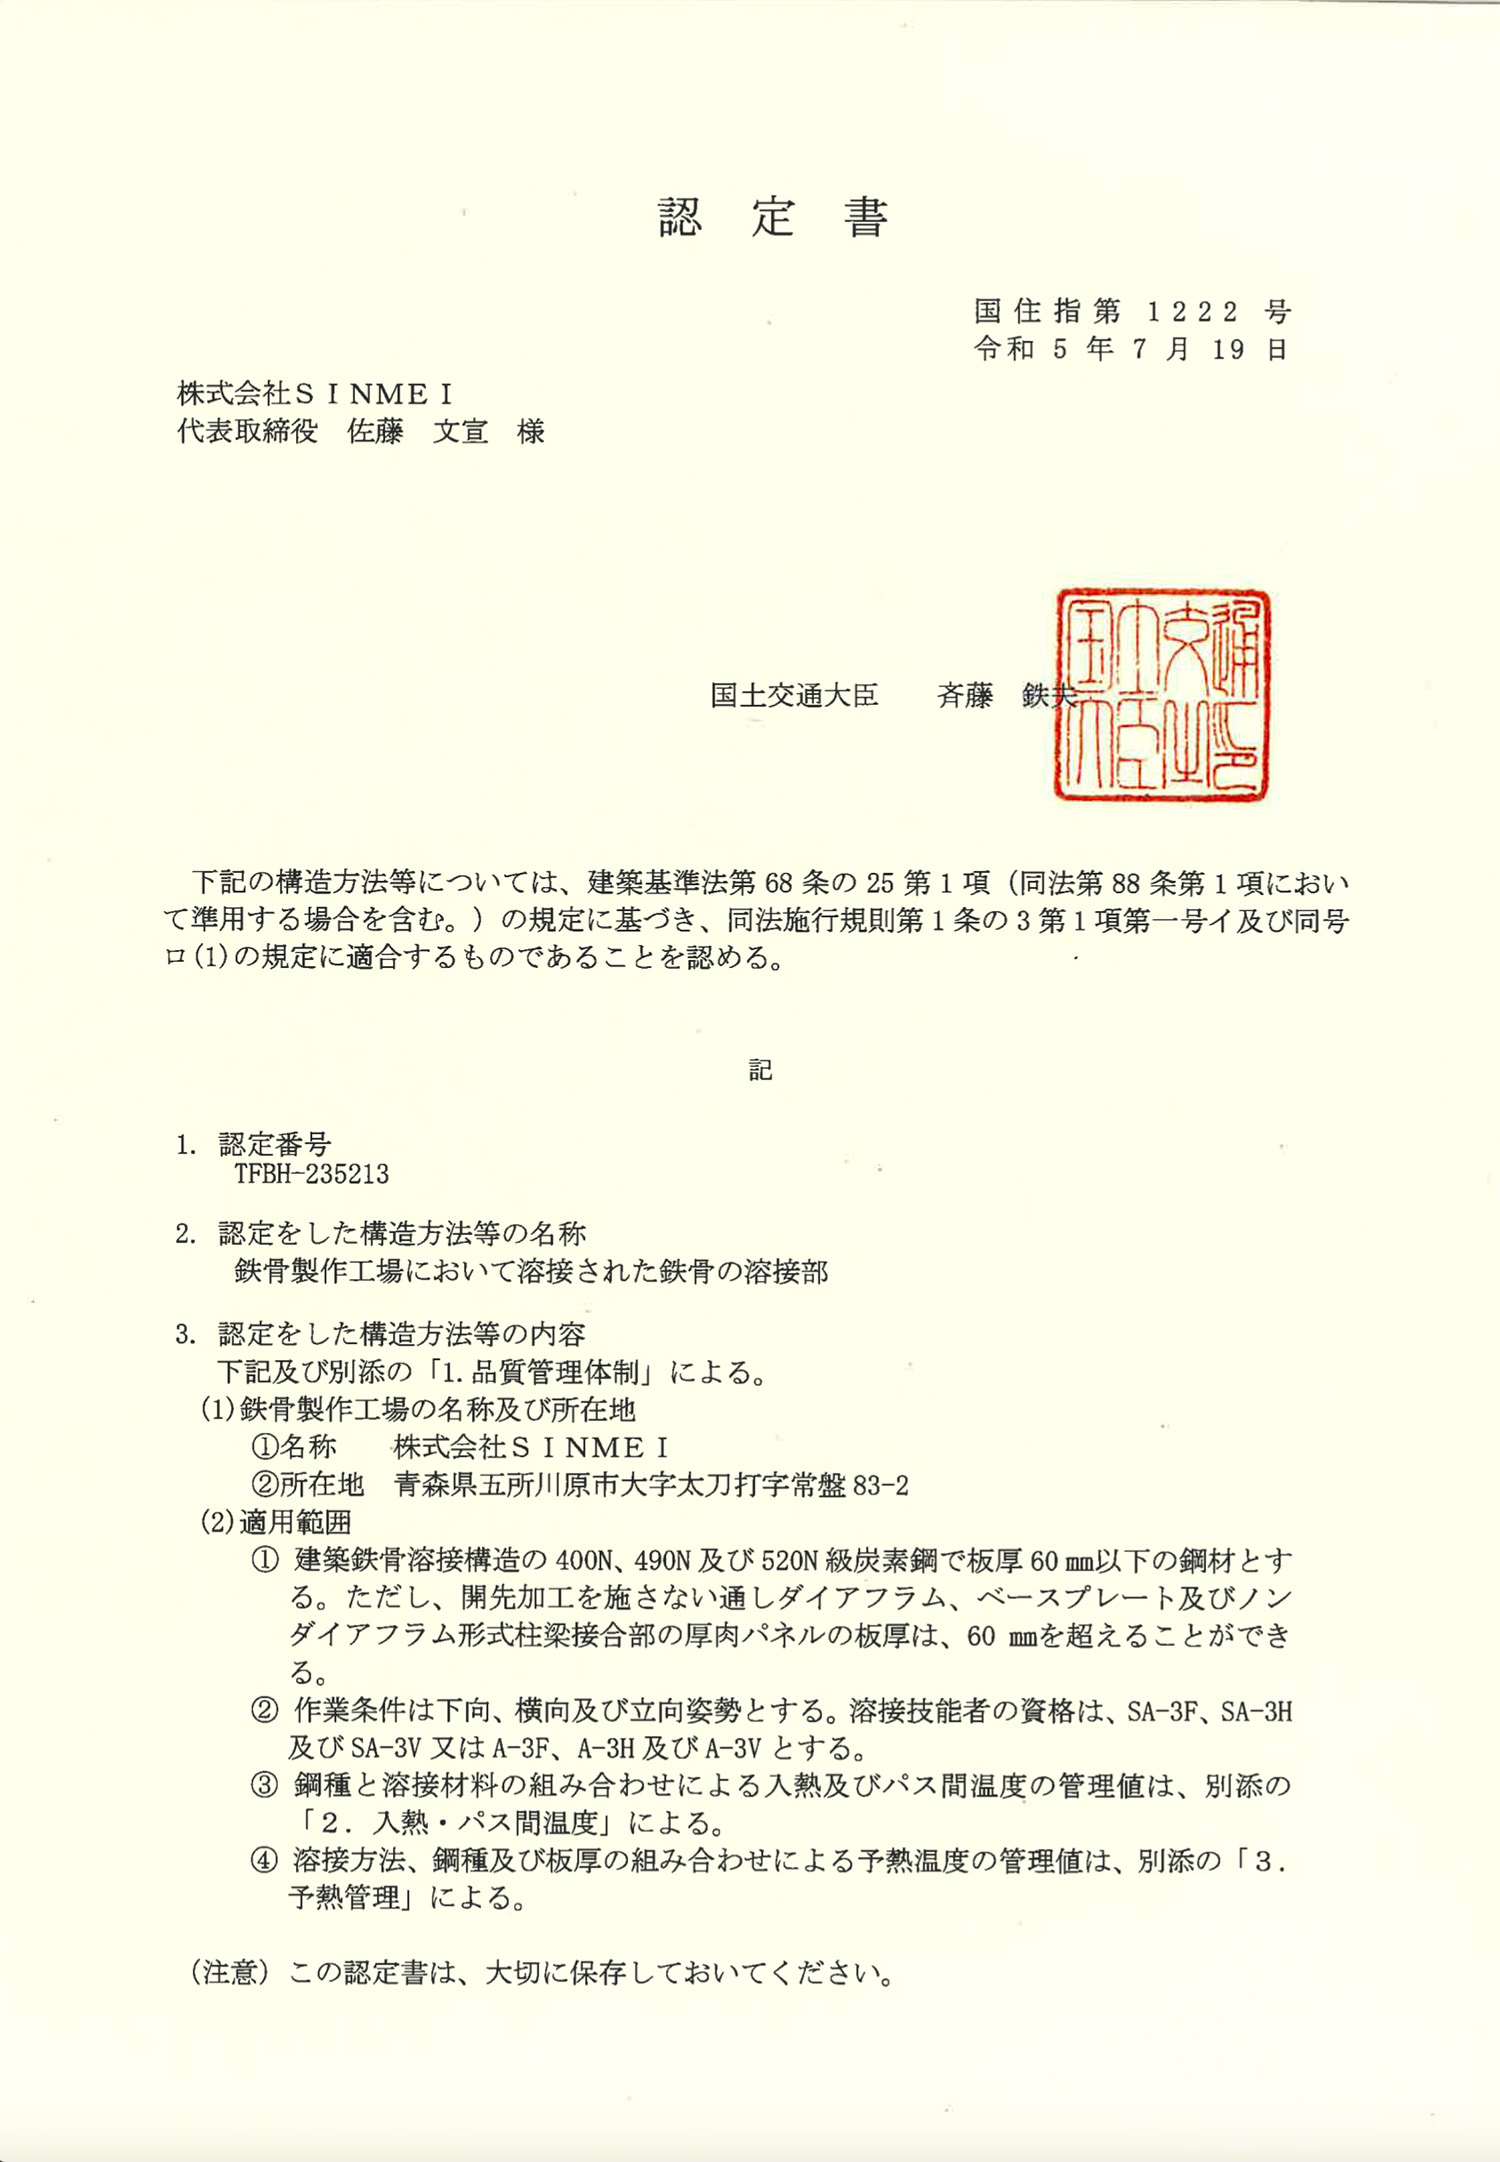 認　定　書
国住指第 1222 号
令和 5 年 7 月 19 日
株式会社ＳＩＮＭＥＩ
代表取締役　佐藤　文宣　様
国土交通大臣　　斉藤　鉄夫
国土交通大臣之印
下記の構造方法等については、建築基準法第 68 条の 25 第 1 項（同法第 88 条第 1 項におい
て準用する場合を含む。）の規定に基づき、同法施行規則第 1 条の 3 第 1 項第一号イ及び同号
ロ(1)の規定に適合するものであることを認める。
記
1. 認定番号
TFBH-235213
2. 認定をした構造方法等の名称
鉄骨製作工場において溶接された鉄骨の溶接部
3. 認定をした構造方法等の内容
下記及び別添の「1.品質管理体制」による。
(1)鉄骨製作工場の名称及び所在地
①名称　　株式会社ＳＩＮＭＥＩ
②所在地　青森県五所川原市大字太刀打字常盤 83-2
(2)適用範囲
① 建築鉄骨溶接構造の 400N、490N 及び 520N 級炭素鋼で板厚 60 ㎜以下の鋼材とす
る。ただし、開先加工を施さない通しダイアフラム、ベースプレート及びノン
ダイアフラム形式柱梁接合部の厚肉パネルの板厚は、60 ㎜を超えることができ
る。
② 作業条件は下向、横向及び立向姿勢とする。溶接技能者の資格は、SA-3F、SA-3H
及び SA-3V 又は A-3F、A-3H 及び A-3V とする。
③ 鋼種と溶接材料の組み合わせによる入熱及びパス間温度の管理値は、別添の
「２．入熱・パス間温度」による。
④ 溶接方法、鋼種及び板厚の組み合わせによる予熱温度の管理値は、別添の「３．
予熱管理」による。
（注意）この認定書は、大切に保存しておいてください。